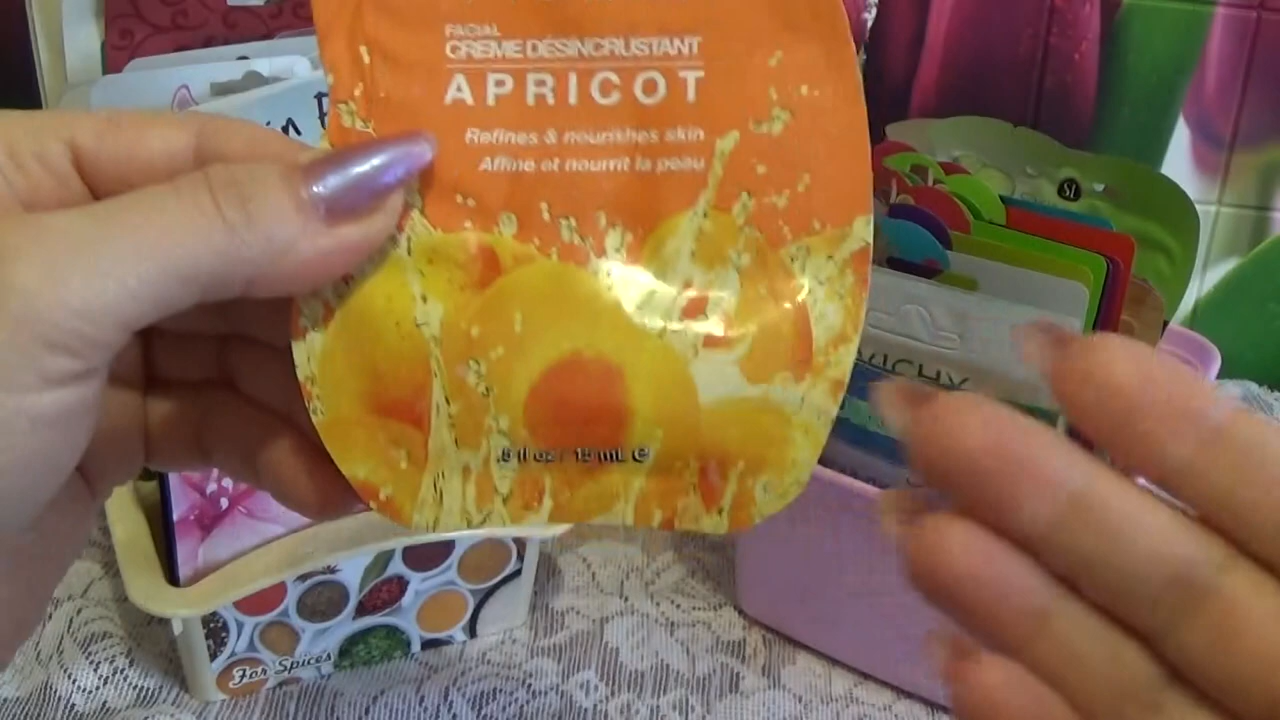 FACIAL
CREME DÉSINCRUSTANT
APRICOT
Refines & nourishes skin
Affine et nourrit la peau
.5 fl oz / 15 mL e
For Spices
SL